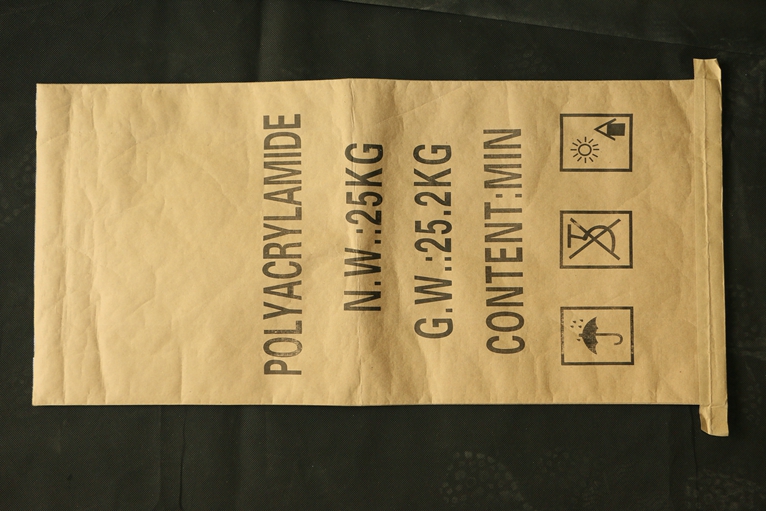 POLYACRYLAMIDE
N.W.:25KG
G.W.:25.2KG
CONTENT:MIN